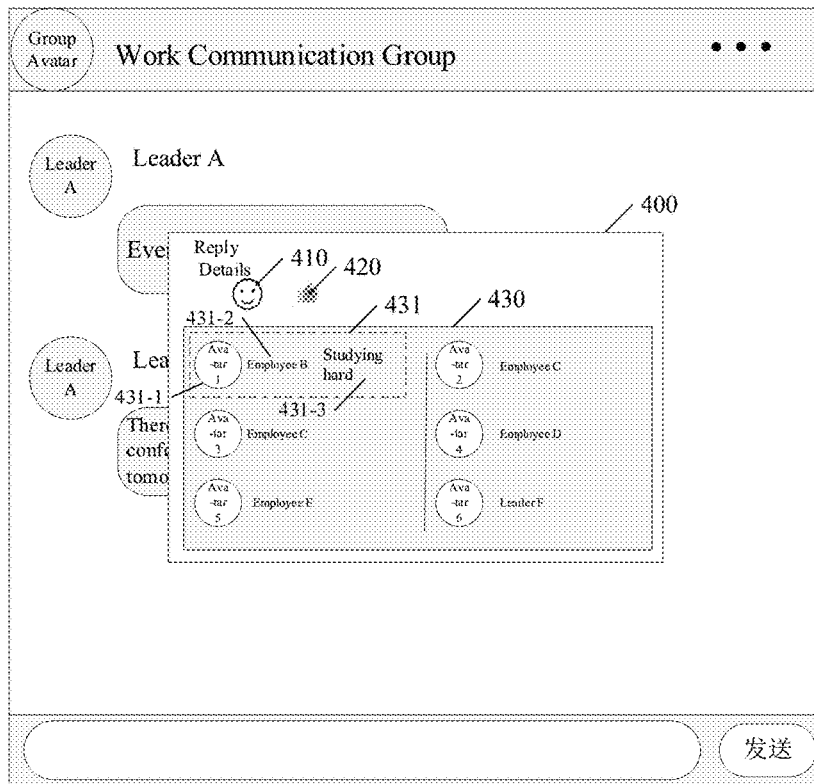 Group
Avatar
Work Communication Group
Leader
A
Leader A
Eve
400
Reply
Details
410
420
431-2
431
430
Leader
A
Lea
Ava
-tar
1
Employee B
Studying
hard
Ava
-tar
2
Employee C
431-1
431-3
Ther
confe
tomo
Ava
-tar
3
Employee C
Ava
-tar
4
Employee D
Ava
-tar
5
Employee E
Ava
-tar
6
Leader F
发送